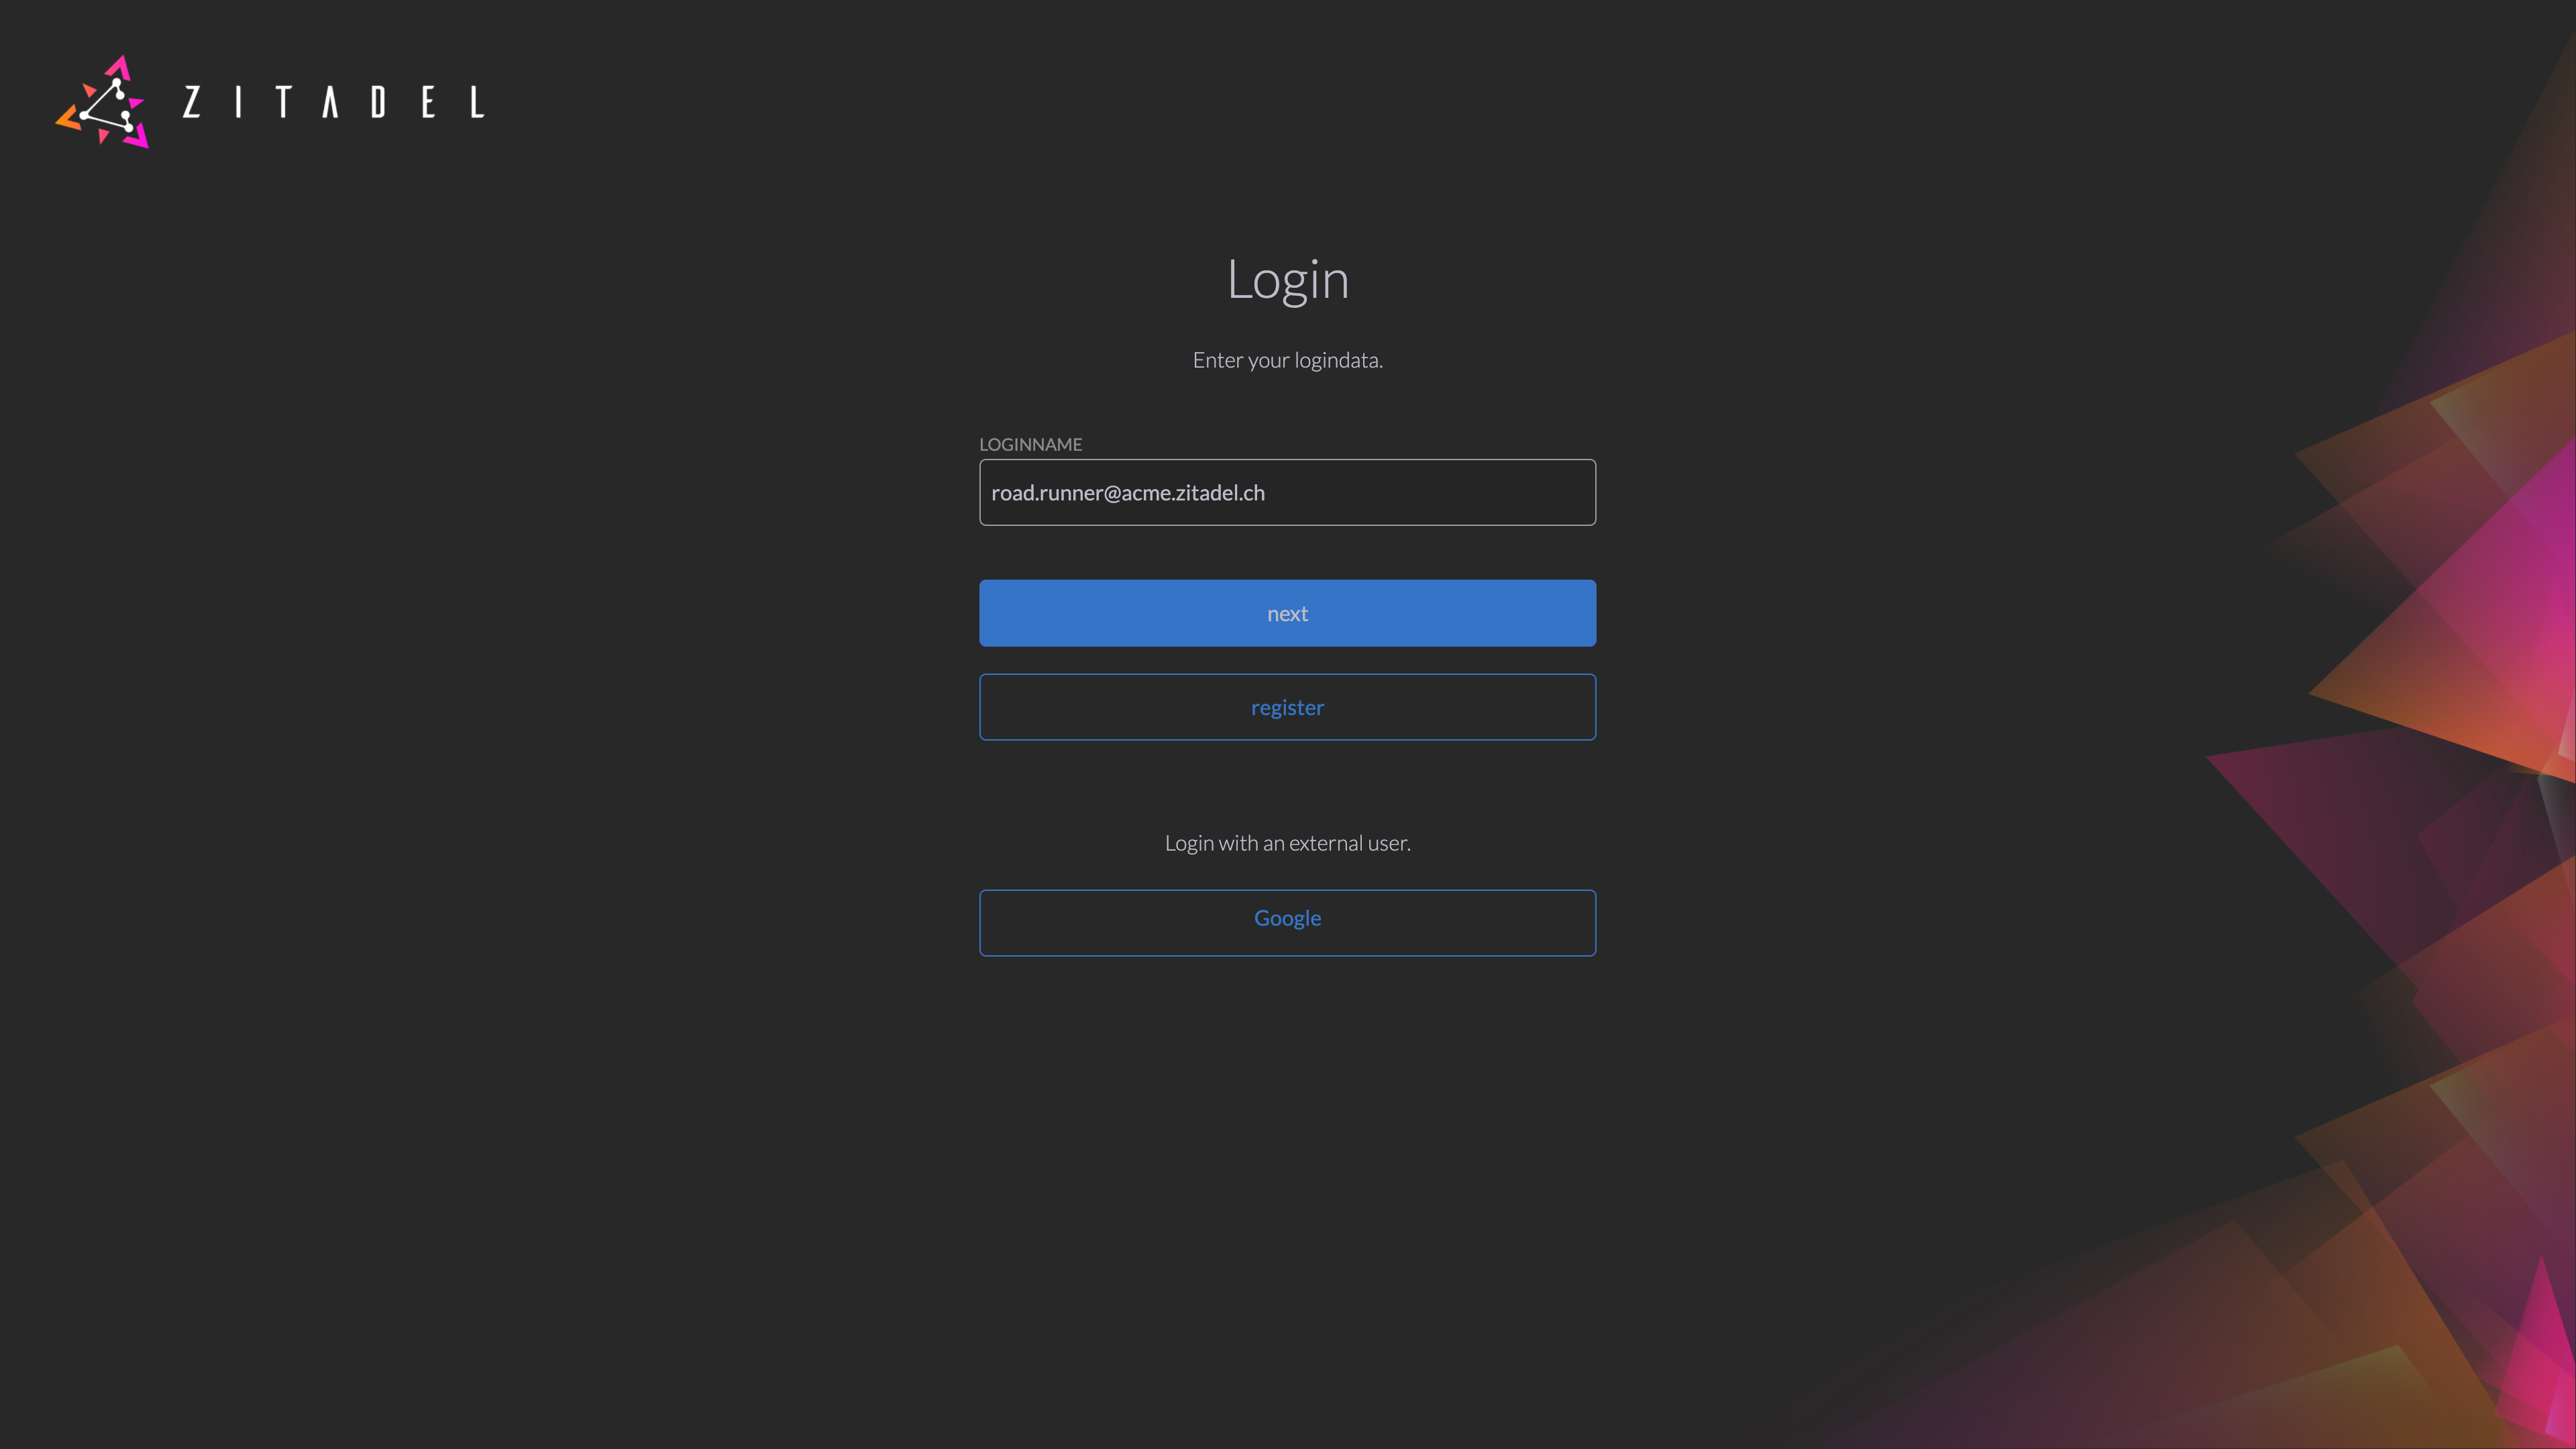 ZITADEL
Login
Enter your logindata.
LOGINNAME
road.runner@acme.zitadel.ch
next
register
Login with an external user.
Google